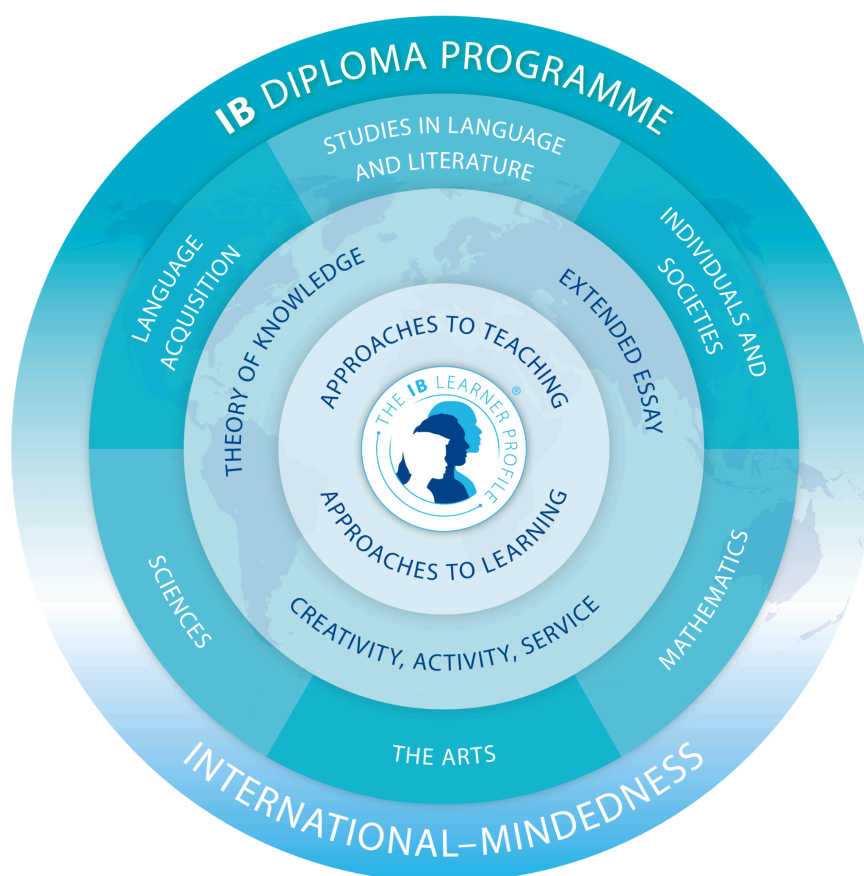 IB DIPLOMA PROGRAMME
STUDIES IN LANGUAGE
AND LITERATURE
LANGUAGE
ACQUISITION
INDIVIDUALS AND
SOCIETIES
THEORY OF KNOWLEDGE
EXTENDED ESSAY
APPROACHES TO TEACHING
THE IB LEARNER PROFILE
®
APPROACHES TO LEARNING
CREATIVITY, ACTIVITY, SERVICE
SCIENCES
MATHEMATICS
THE ARTS
INTERNATIONAL–MINDEDNESS